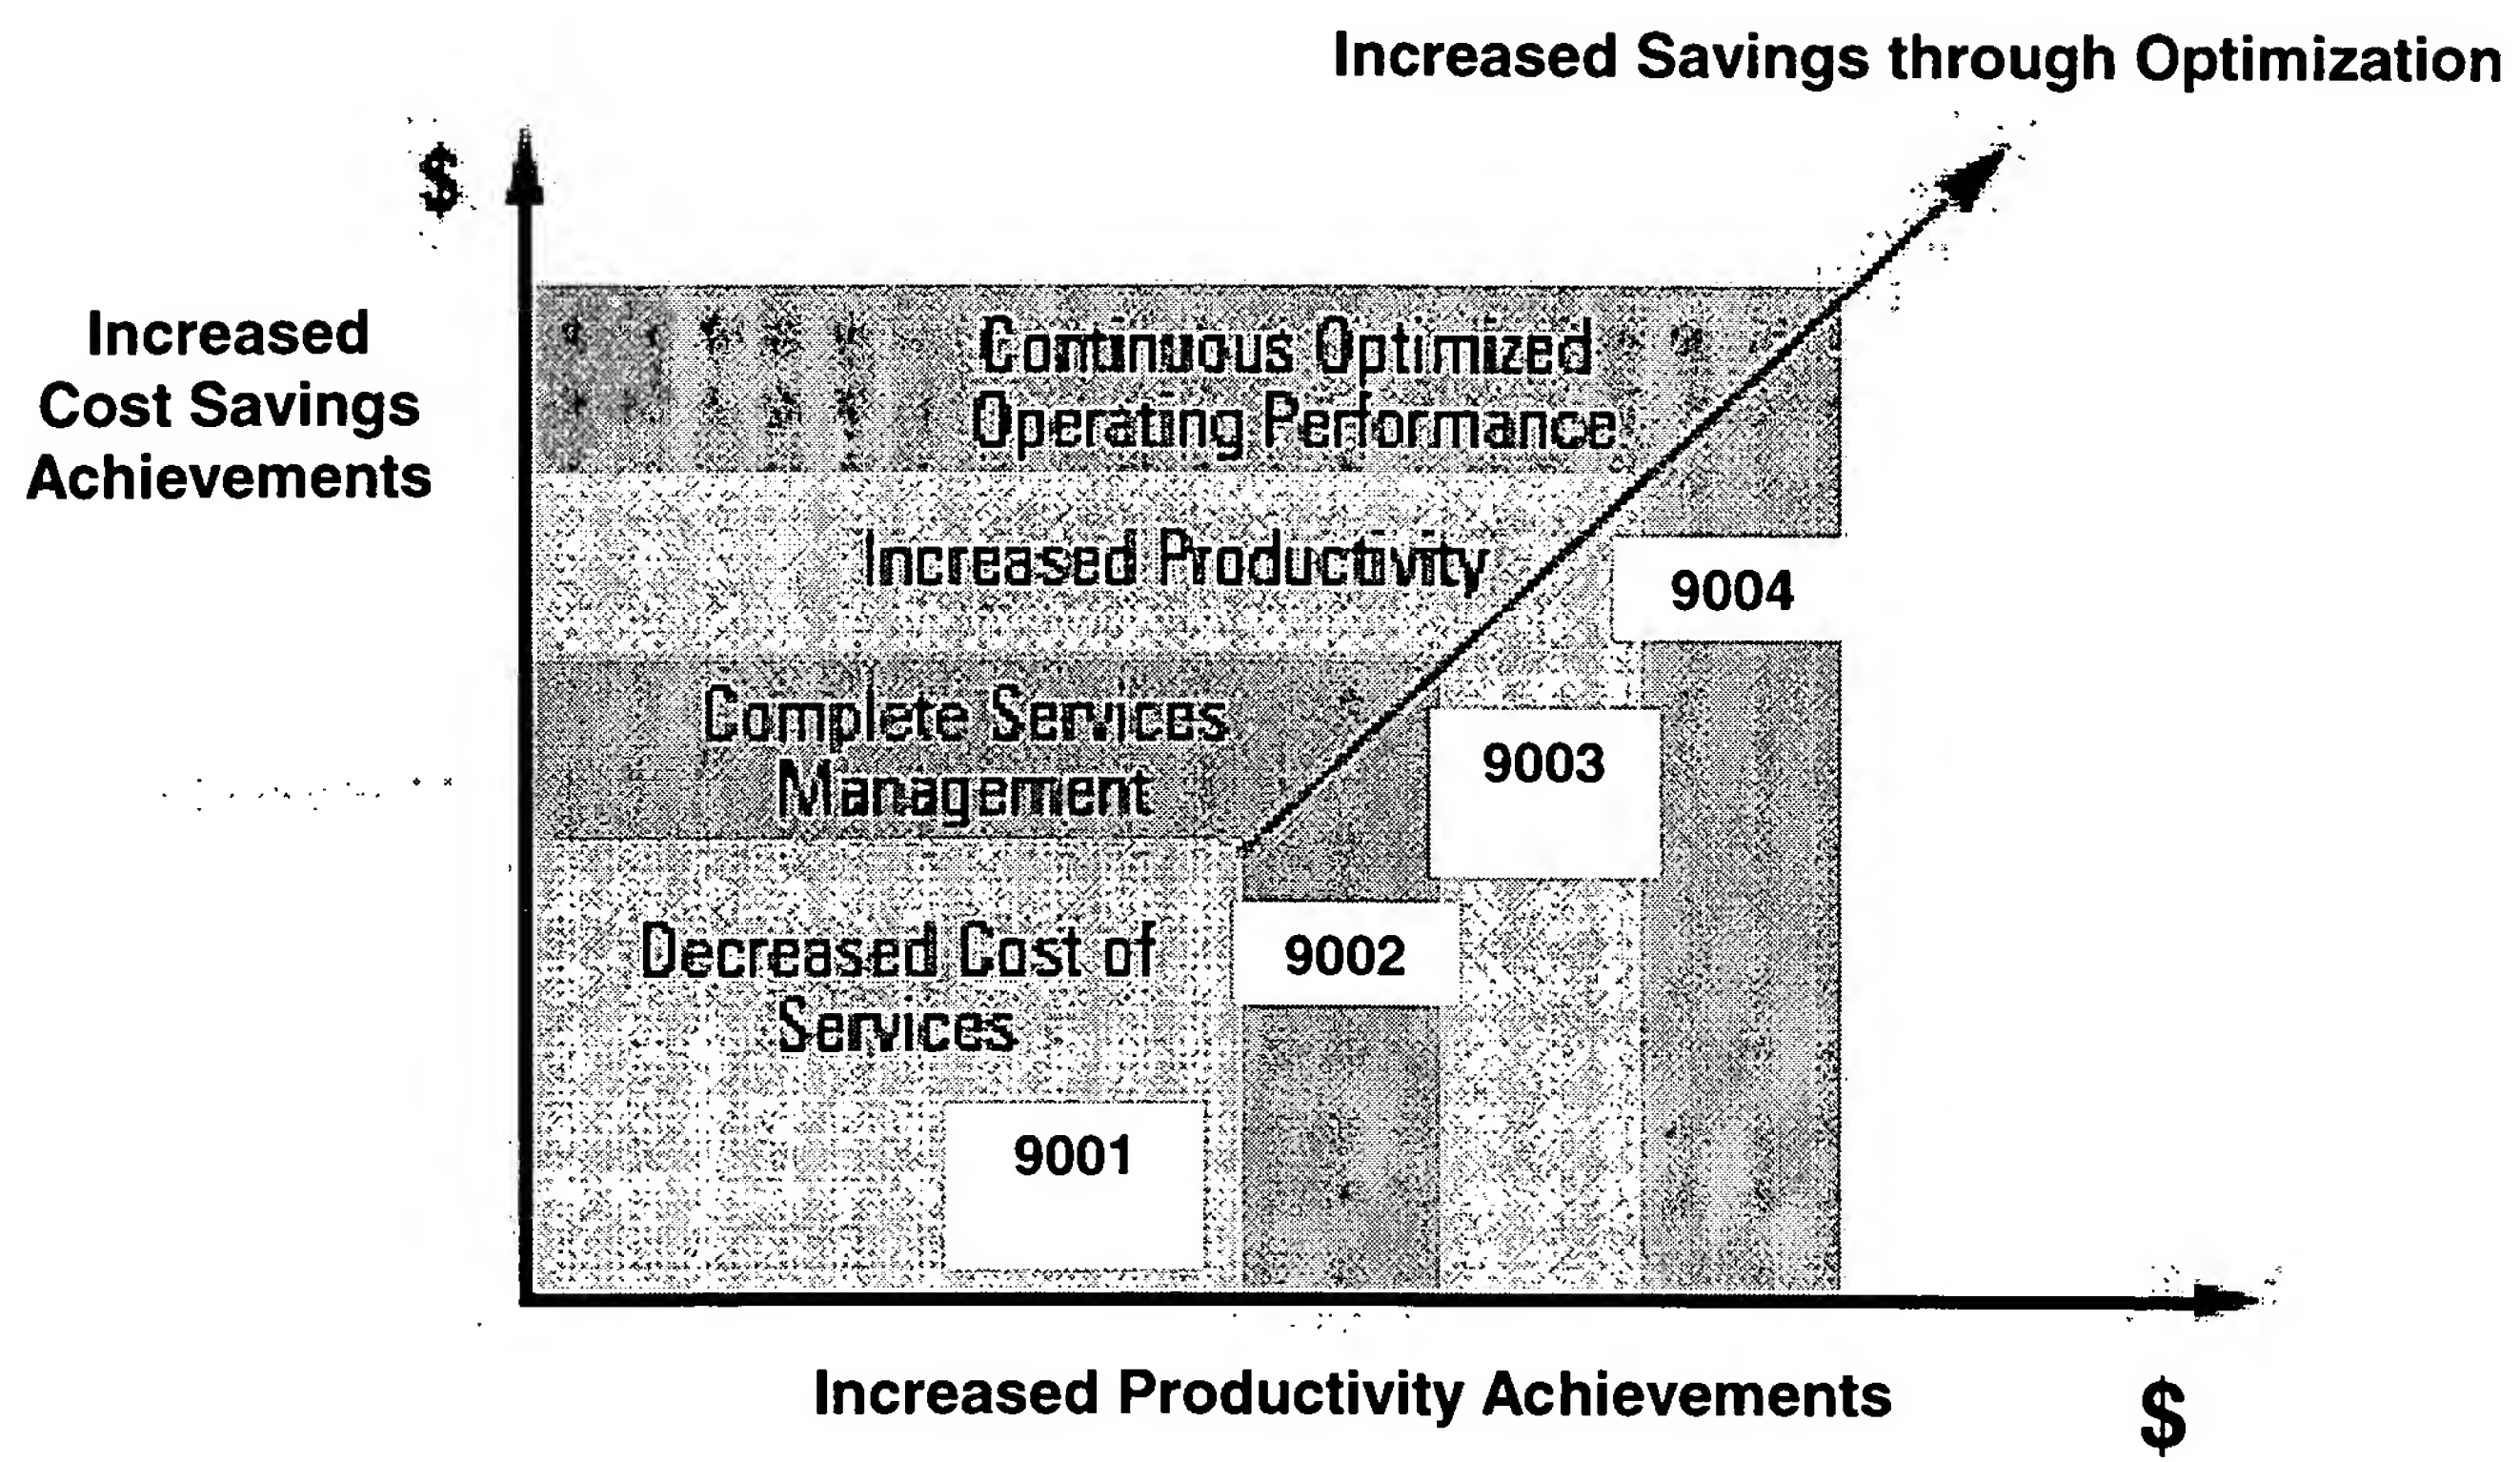 Increased Savings through Optimization
$
Increased
Cost Savings
Achievements
Continuous Optimized
Operating Performance
Increased Productivity
9004
Complete Services
Management
9003
Decreased Cost of
Services
9002
9001
Increased Productivity Achievements
$